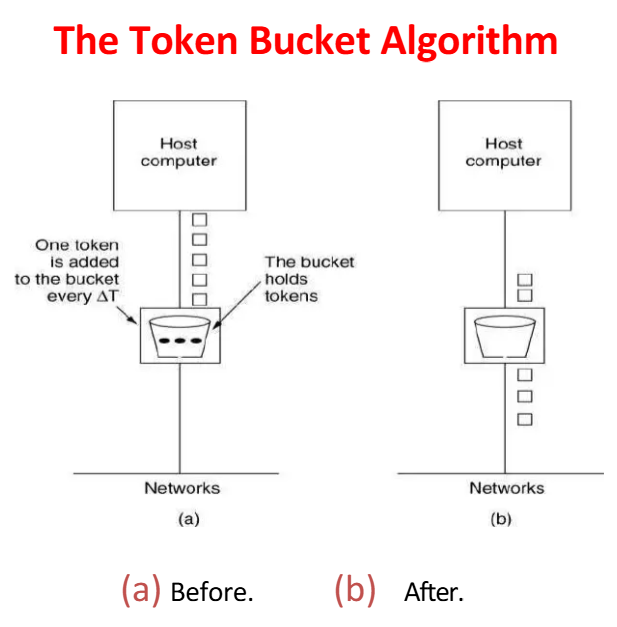 The Token Bucket Algorithm
Host
computer
One token
is added
to the bucket
every ΔT
The bucket
holds
tokens
Networks
(a)
Host
computer
Networks
(b)
(a) Before.
(b) After.